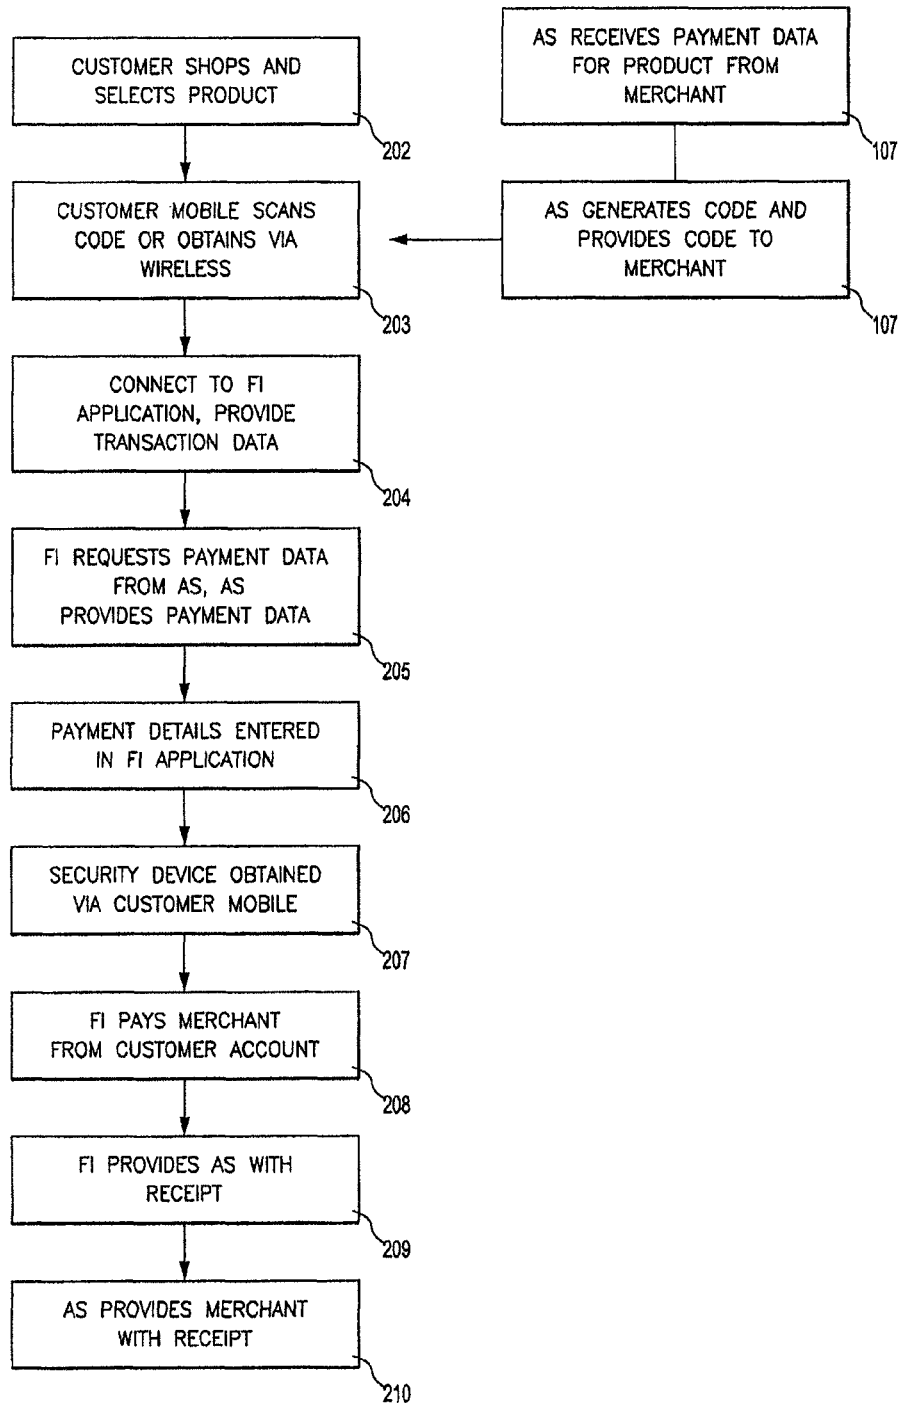 CUSTOMER SHOPS AND
SELECTS PRODUCT
202
AS RECEIVES PAYMENT DATA
FOR PRODUCT FROM
MERCHANT
107
CUSTOMER MOBILE SCANS
CODE OR OBTAINS VIA
WIRELESS
203
AS GENERATES CODE AND
PROVIDES CODE TO
MERCHANT
107
CONNECT TO FI
APPLICATION, PROVIDE
TRANSACTION DATA
204
FI REQUESTS PAYMENT DATA
FROM AS, AS
PROVIDES PAYMENT DATA
205
PAYMENT DETAILS ENTERED
IN FI APPLICATION
206
SECURITY DEVICE OBTAINED
VIA CUSTOMER MOBILE
207
FI PAYS MERCHANT
FROM CUSTOMER ACCOUNT
208
FI PROVIDES AS WITH
RECEIPT
209
AS PROVIDES MERCHANT
WITH RECEIPT
210